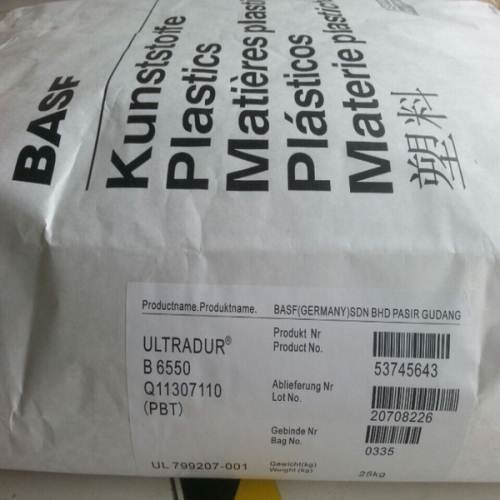 BASF
Kunststoffe
Plastics
Matières plastiq
Plásticos
Materie plastiche
塑料
Productname.Produktname. BASF(GERMANY)SDN BHD PASIR GUDANG
ULTRADUR®
B 6550
Q11307110
(PBT)
UL 799207-001
Produkt Nr
Product No.
53745643
Ablieferung Nr
Lot No.
20708226
Gebinde Nr
Bag No.
0335
Gewicht(kg)
Weight (kg)
25kg